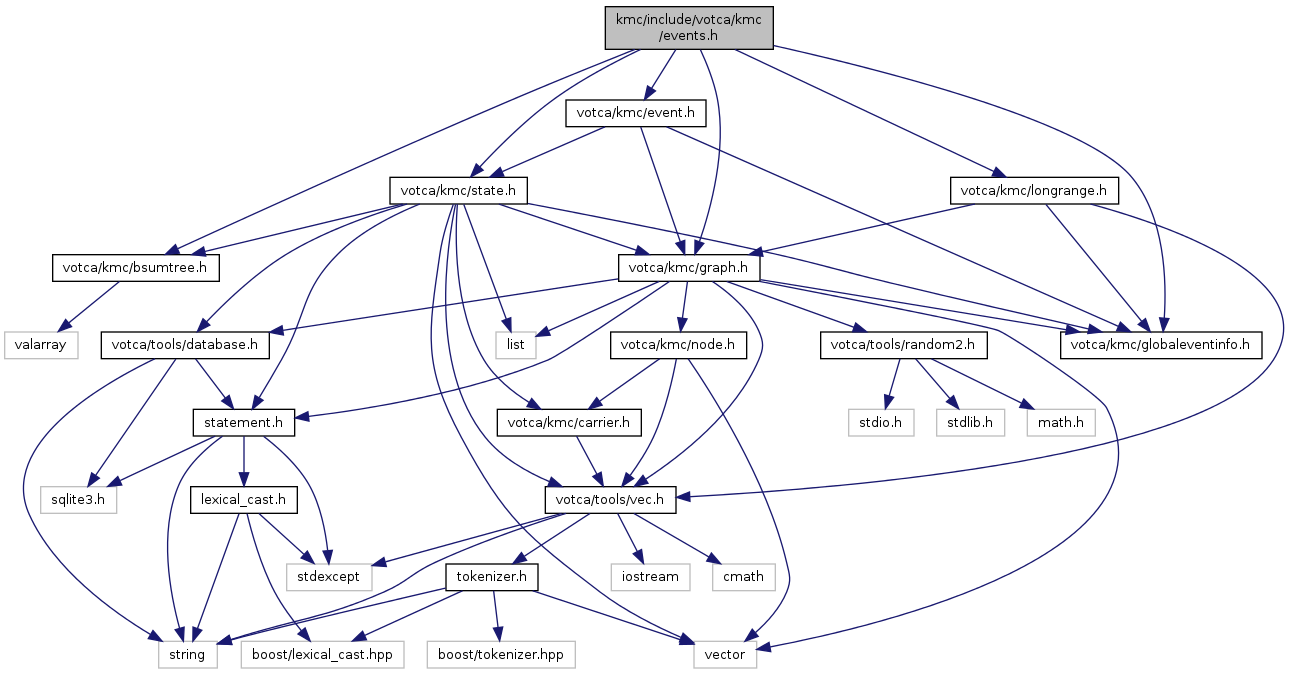 kmc/include/votca/kmc
/events.h
votca/kmc/event.h
votca/kmc/state.h
votca/kmc/longrange.h
votca/kmc/bsumtree.h
votca/kmc/graph.h
valarray
votca/tools/database.h
list
votca/kmc/node.h
votca/tools/random2.h
votca/kmc/globaleventinfo.h
statement.h
votca/kmc/carrier.h
stdio.h
stdlib.h
math.h
sqlite3.h
lexical_cast.h
votca/tools/vec.h
stdexcept
tokenizer.h
iostream
cmath
string
boost/lexical_cast.hpp
boost/tokenizer.hpp
vector